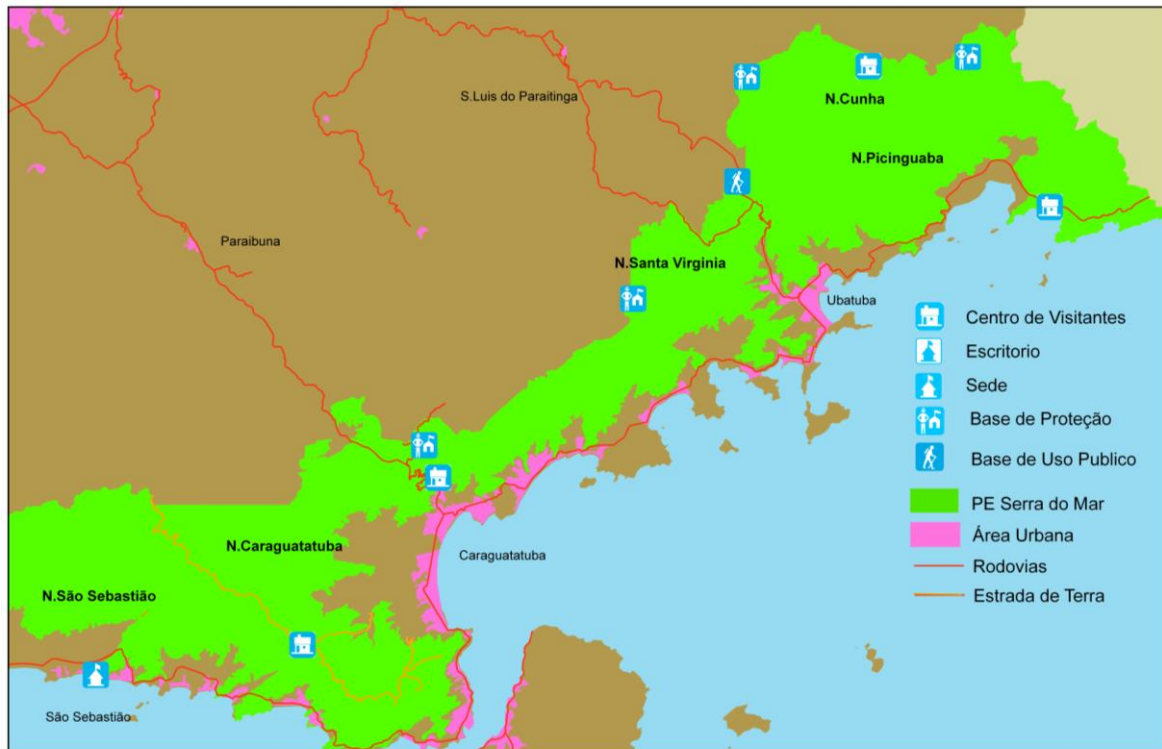 S.Luis do Paraitinga
N.Cunha
N.Picinguaba
Paraibuna
N.Santa Virginia
Ubatuba
Centro de Visitantes
Escritorio
Sede
Base de Proteção
Base de Uso Publico
PE Serra do Mar
Área Urbana
Rodovias
Estrada de Terra
N.Caraguatatuba
Caraguatatuba
N.São Sebastião
São Sebastião